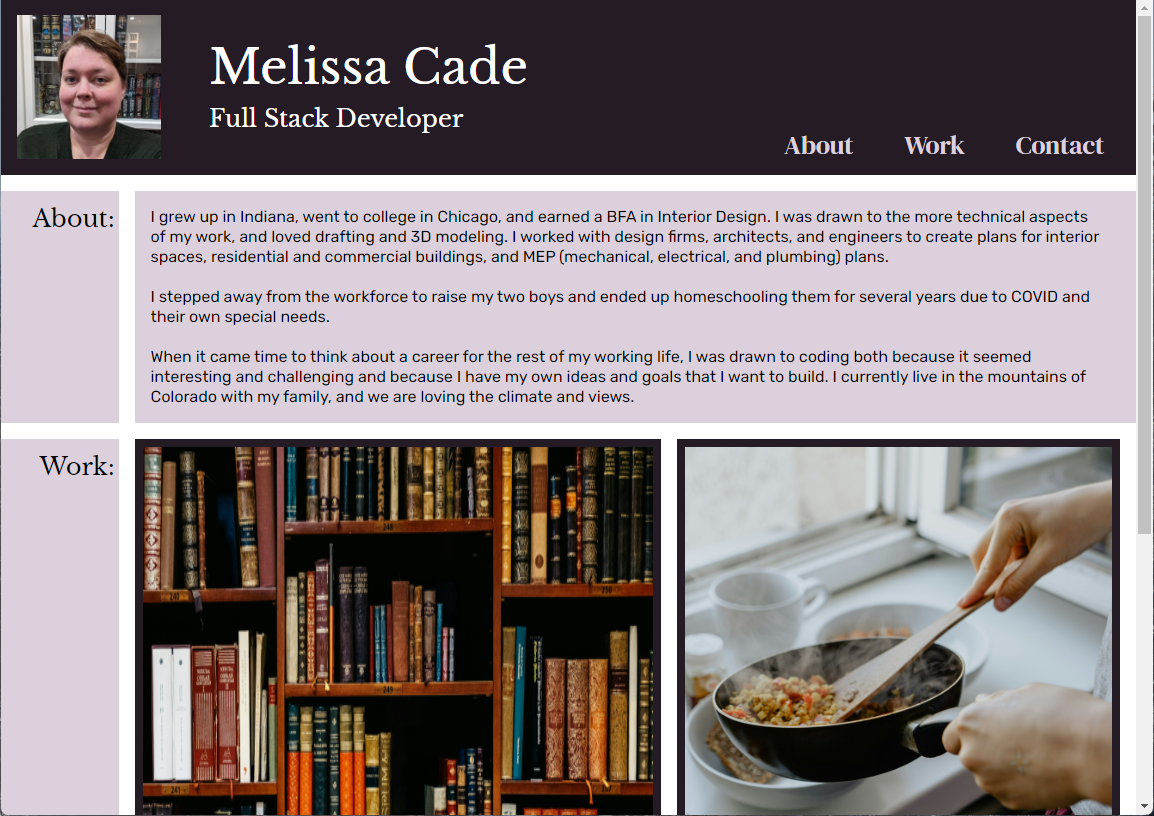 Melissa Cade
Full Stack Developer
About Work Contact
About:
I grew up in Indiana, went to college in Chicago, and earned a BFA in Interior Design. I was drawn to the more technical aspects
of my work, and loved drafting and 3D modeling. I worked with design firms, architects, and engineers to create plans for interior
spaces, residential and commercial buildings, and MEP (mechanical, electrical, and plumbing) plans.
I stepped away from the workforce to raise my two boys and ended up homeschooling them for several years due to COVID and
their own special needs.
When it came time to think about a career for the rest of my working life, I was drawn to coding both because it seemed
interesting and challenging and because I have my own ideas and goals that I want to build. I currently live in the mountains of
Colorado with my family, and we are loving the climate and views.
Work:
248
240
249
241